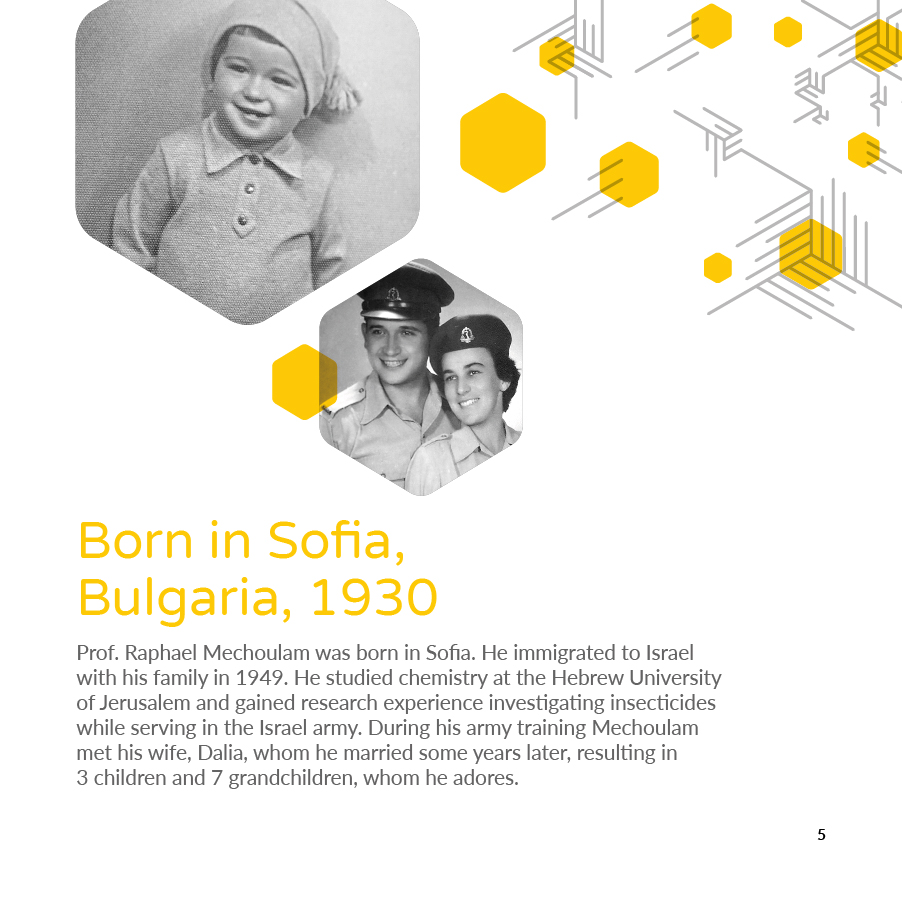 Born in Sofia,
Bulgaria, 1930
Prof. Raphael Mechoulam was born in Sofia. He immigrated to Israel
with his family in 1949. He studied chemistry at the Hebrew University
of Jerusalem and gained research experience investigating insecticides
while serving in the Israel army. During his army training Mechoulam
met his wife, Dalia, whom he married some years later, resulting in
3 children and 7 grandchildren, whom he adores.
5